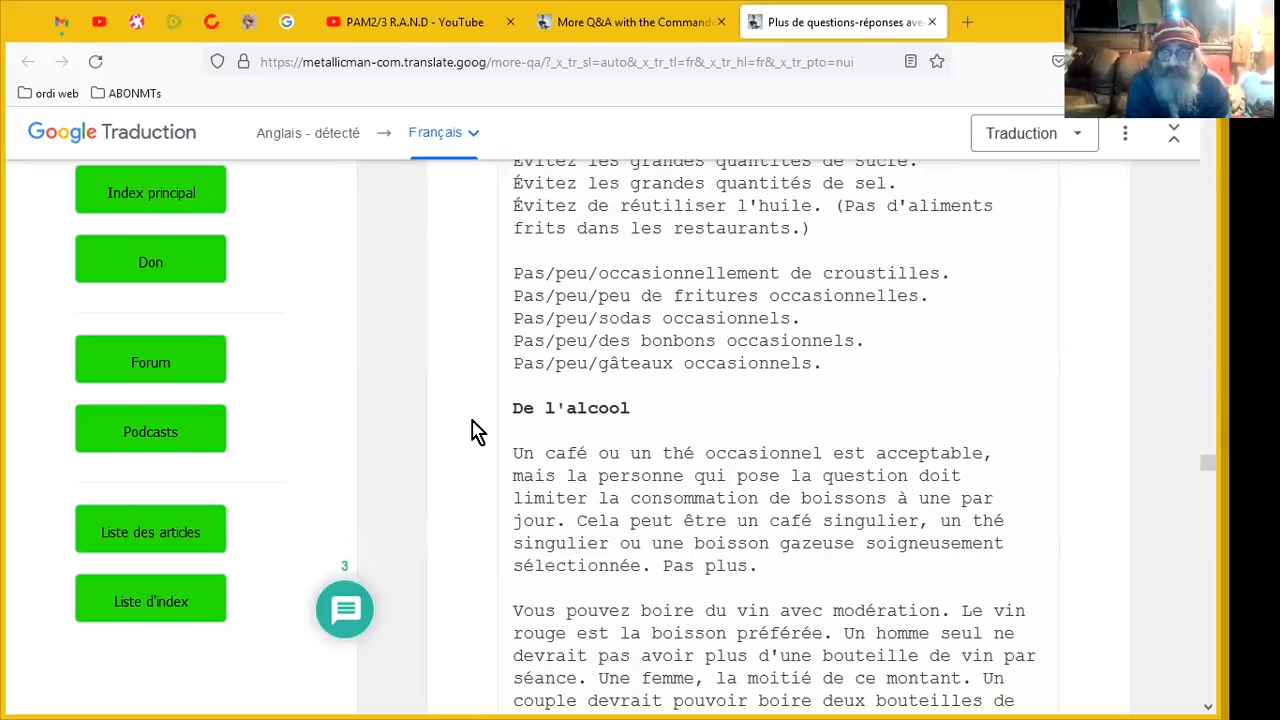 PAM2/3 R.A.N.D - YouTube
More Q&A with the Command
Plus de questions-réponses ave
https://metallicman-com.translate.goog/more-qa/?_x_tr_sl=auto&_x_tr_tl=fr&_x_tr_hl=fr&_x_tr_pto=nui
ordi web
ABONMTs
Google Traduction
Anglais - détecté
Français
Traduction
Index principal
Don
Forum
Podcasts
Liste des articles
Liste d'index
3
Évitez les grandes quantités de sucre.
Évitez les grandes quantités de sel.
Évitez de réutiliser l'huile. (Pas d'aliments
frits dans les restaurants.)
Pas/peu/occasionnellement de croustilles.
Pas/peu/peu de fritures occasionnelles.
Pas/peu/sodas occasionnels.
Pas/peu/des bonbons occasionnels.
Pas/peu/gâteaux occasionnels.
De l'alcool
Un café ou un thé occasionnel est acceptable,
mais la personne qui pose la question doit
limiter la consommation de boissons à une par
jour. Cela peut être un café singulier, un thé
singulier ou une boisson gazeuse soigneusement
sélectionnée. Pas plus.
Vous pouvez boire du vin avec modération. Le vin
rouge est la boisson préférée. Un homme seul ne
devrait pas avoir plus d'une bouteille de vin par
séance. Une femme, la moitié de ce montant. Un
couple devrait pouvoir boire deux bouteilles de